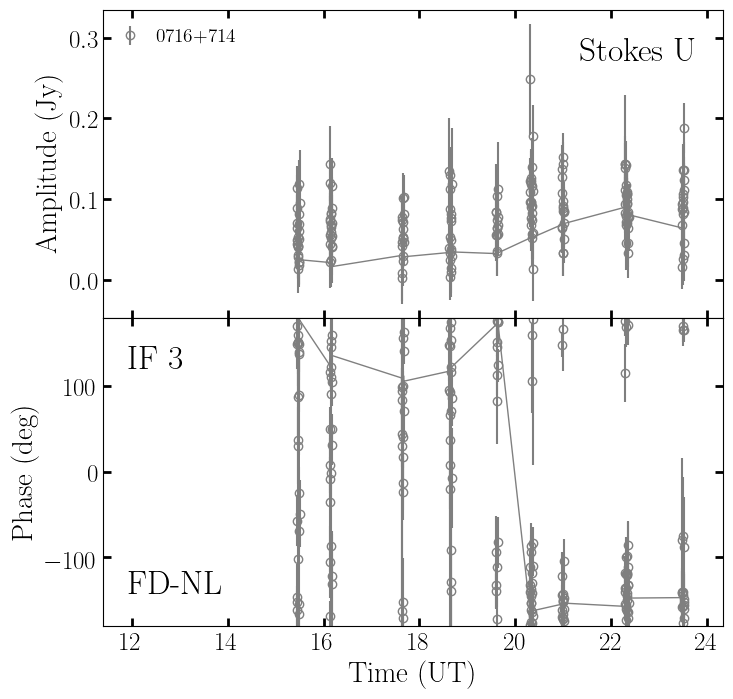 0716+714
Stokes U
0.3
0.2
0.1
0.0
Amplitude (Jy)
IF 3
100
0
−100
Phase (deg)
FD-NL
12 14 16 18 20 22 24
Time (UT)